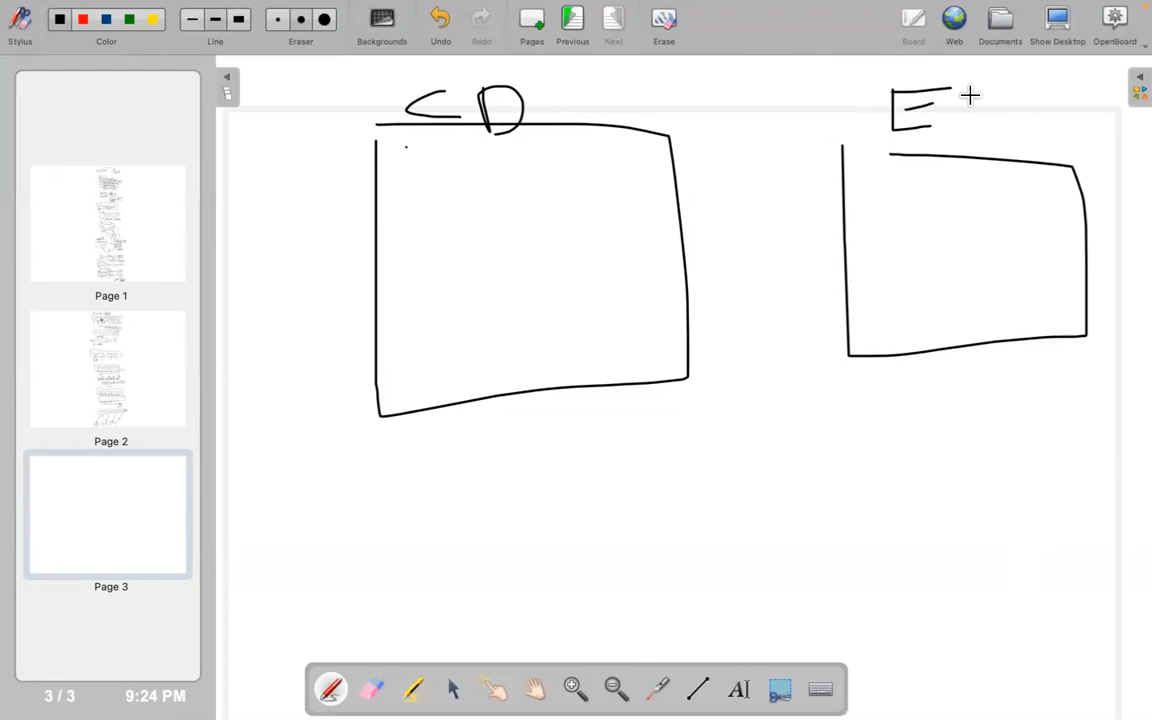 Stylus Color Line Eraser Backgrounds Undo Redo Pages Previous Next Erase Board Web Documents Show Desktop OpenBoard
CD E
Page 1
Page 2
Page 3
3 / 3 9:24 PM